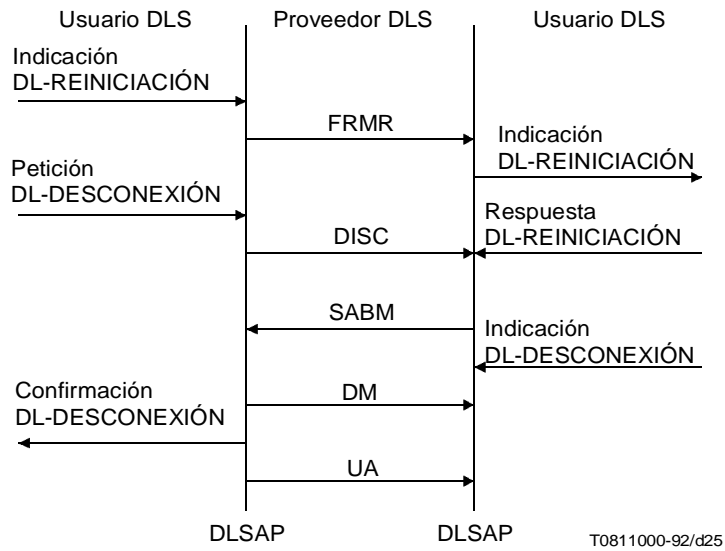 Usuario DLS
Proveedor DLS
Usuario DLS
Indicación
DL-REINICIACIÓN
FRMR
Indicación
DL-REINICIACIÓN
Petición
DL-DESCONEXIÓN
Respuesta
DL-REINICIACIÓN
DISC
SABM
Indicación
DL-DESCONEXIÓN
Confirmación
DL-DESCONEXIÓN
DM
UA
DLSAP
DLSAP
T0811000-92/d25